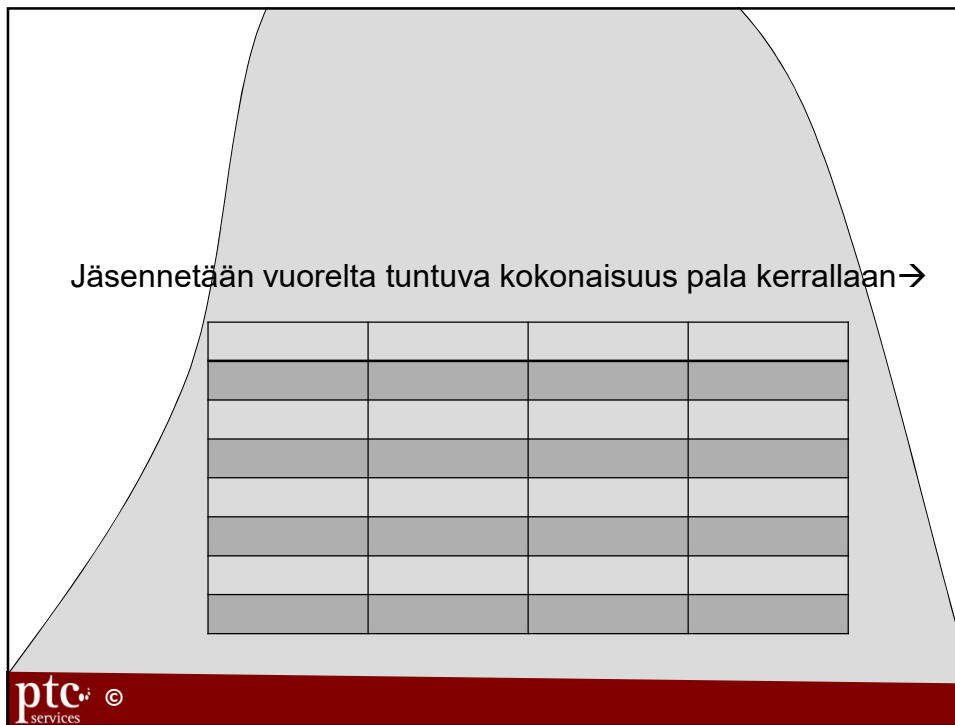 Jäsennetään vuorelta tuntuva kokonaisuus pala kerrallaan→
ptc ©
services